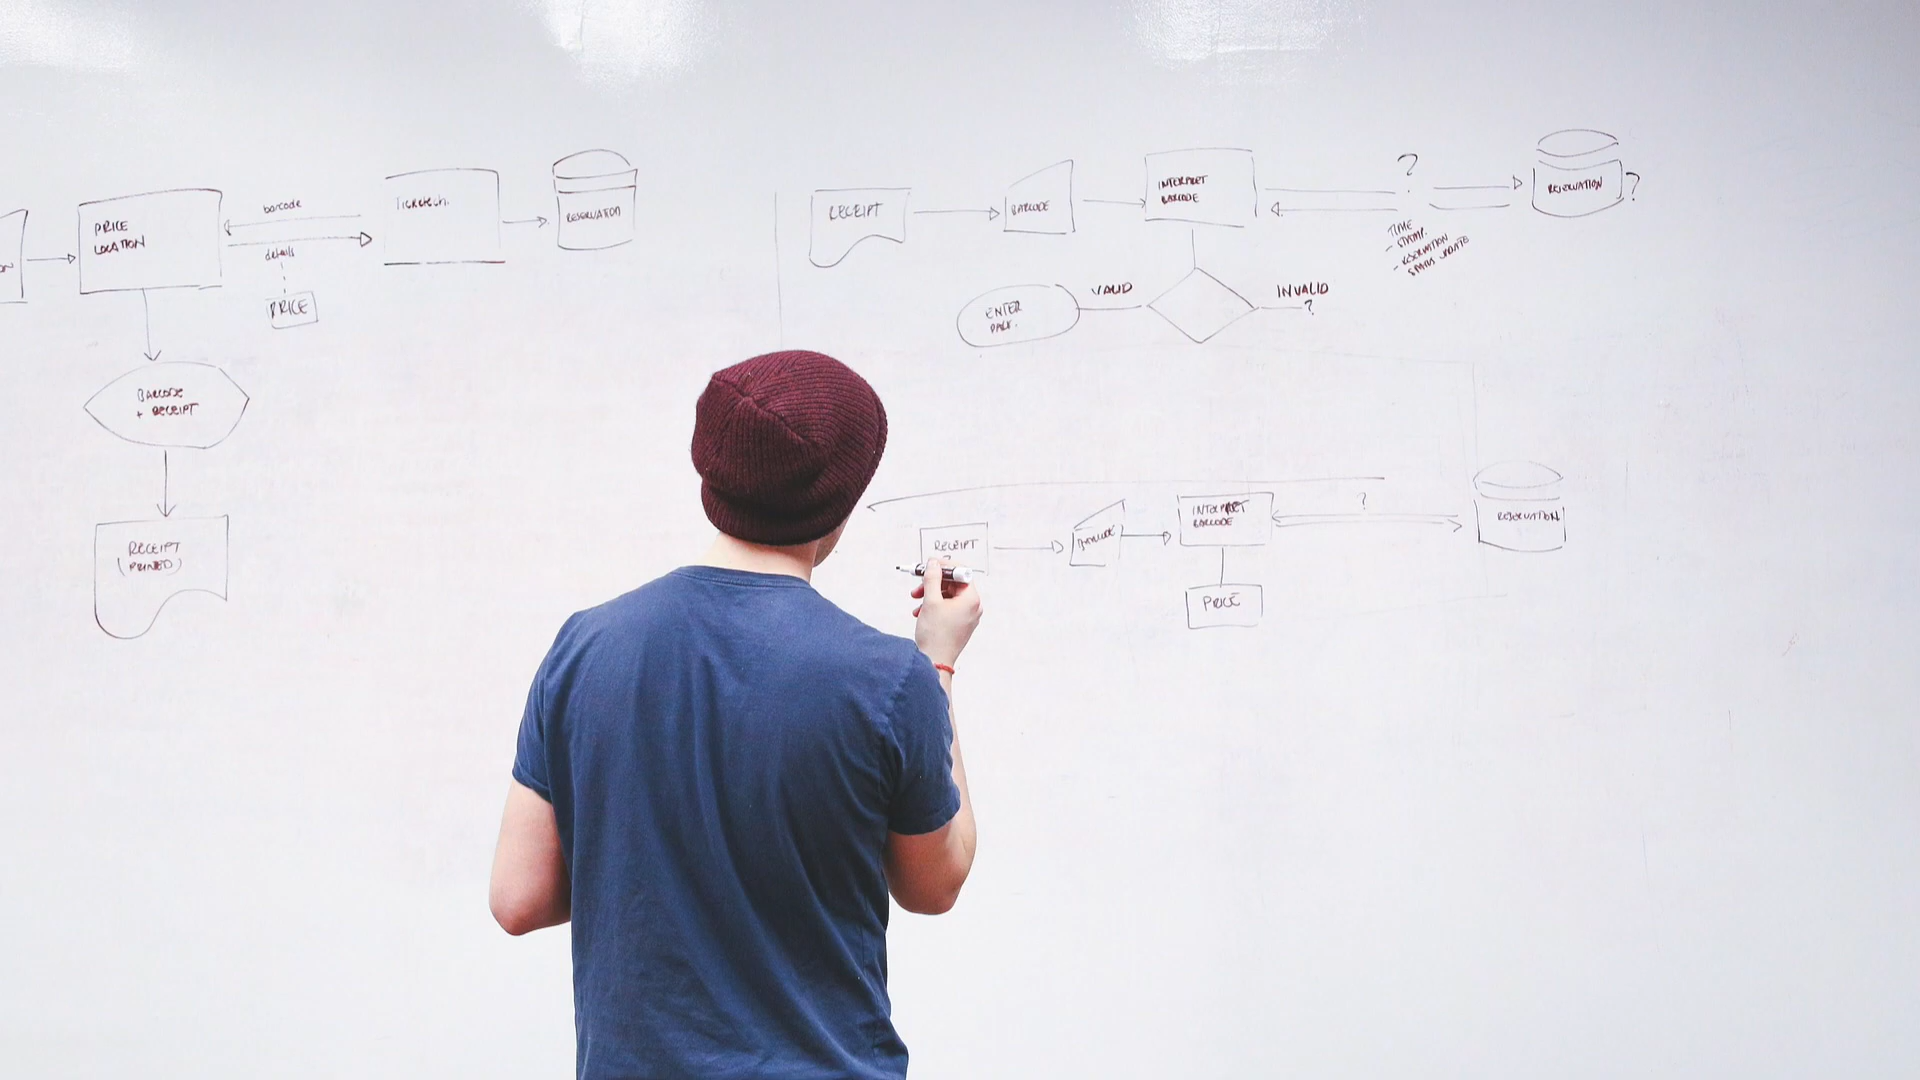 PRICE
LOCATION
barcode
details
PRICE
RESERVATION
BARCODE
+ RECEIPT
RECEIPT
(PRINTED)
RECEIPT
BARCODE
INTERPRET
BARCODE
?
RESERVATION
?
TIME
- STAMP.
- RESERVATION
STATUS UPDATE
VALID
INVALID
?
ENTER
PARK.
RECEIPT
?
BARCODE
INTERPRET
BARCODE
?
RESERVATION
PRICE